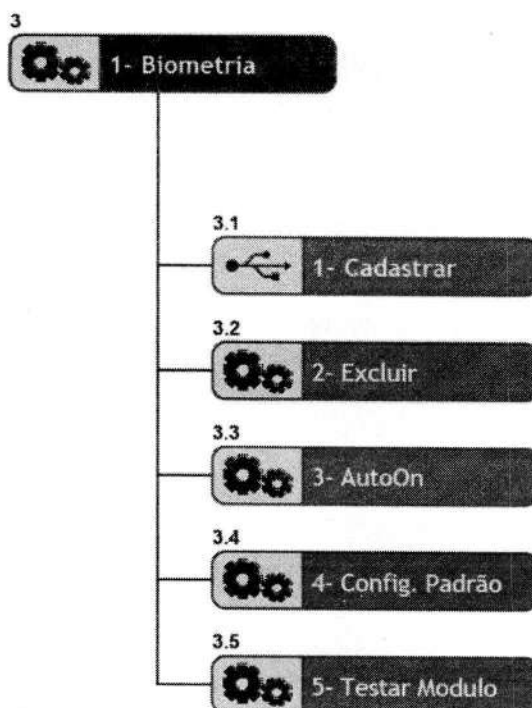 3
1- Biometria
3.1
1- Cadastrar
3.2
2- Excluir
3.3
3- AutoOn
3.4
4- Config. Padrão
3.5
5- Testar Modulo